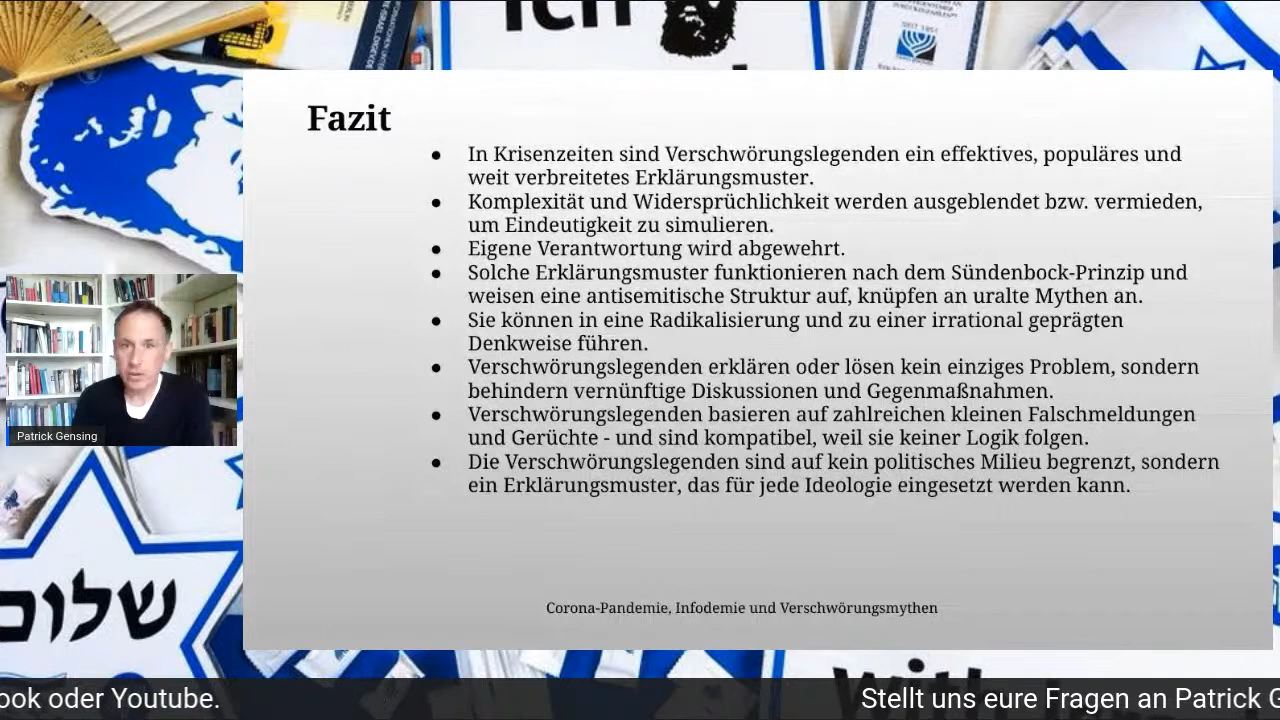 ich
SEIT 1951
Fazit
● In Krisenzeiten sind Verschwörungslegenden ein effektives, populäres und
weit verbreitetes Erklärungsmuster.
● Komplexität und Widersprüchlichkeit werden ausgeblendet bzw. vermieden,
um Eindeutigkeit zu simulieren.
● Eigene Verantwortung wird abgewehrt.
● Solche Erklärungsmuster funktionieren nach dem Sündenbock-Prinzip und
weisen eine antisemitische Struktur auf, knüpfen an uralte Mythen an.
● Sie können in eine Radikalisierung und zu einer irrational geprägten
Denkweise führen.
● Verschwörungslegenden erklären oder lösen kein einziges Problem, sondern
behindern vernünftige Diskussionen und Gegenmaßnahmen.
● Verschwörungslegenden basieren auf zahlreichen kleinen Falschmeldungen
und Gerüchte - und sind kompatibel, weil sie keiner Logik folgen.
● Die Verschwörungslegenden sind auf kein politisches Milieu begrenzt, sondern
ein Erklärungsmuster, das für jede Ideologie eingesetzt werden kann.
Corona-Pandemie, Infodemie und Verschwörungsmythen
Patrick Gensing
שלום
ook oder Youtube.
Stellt uns eure Fragen an Patrick G